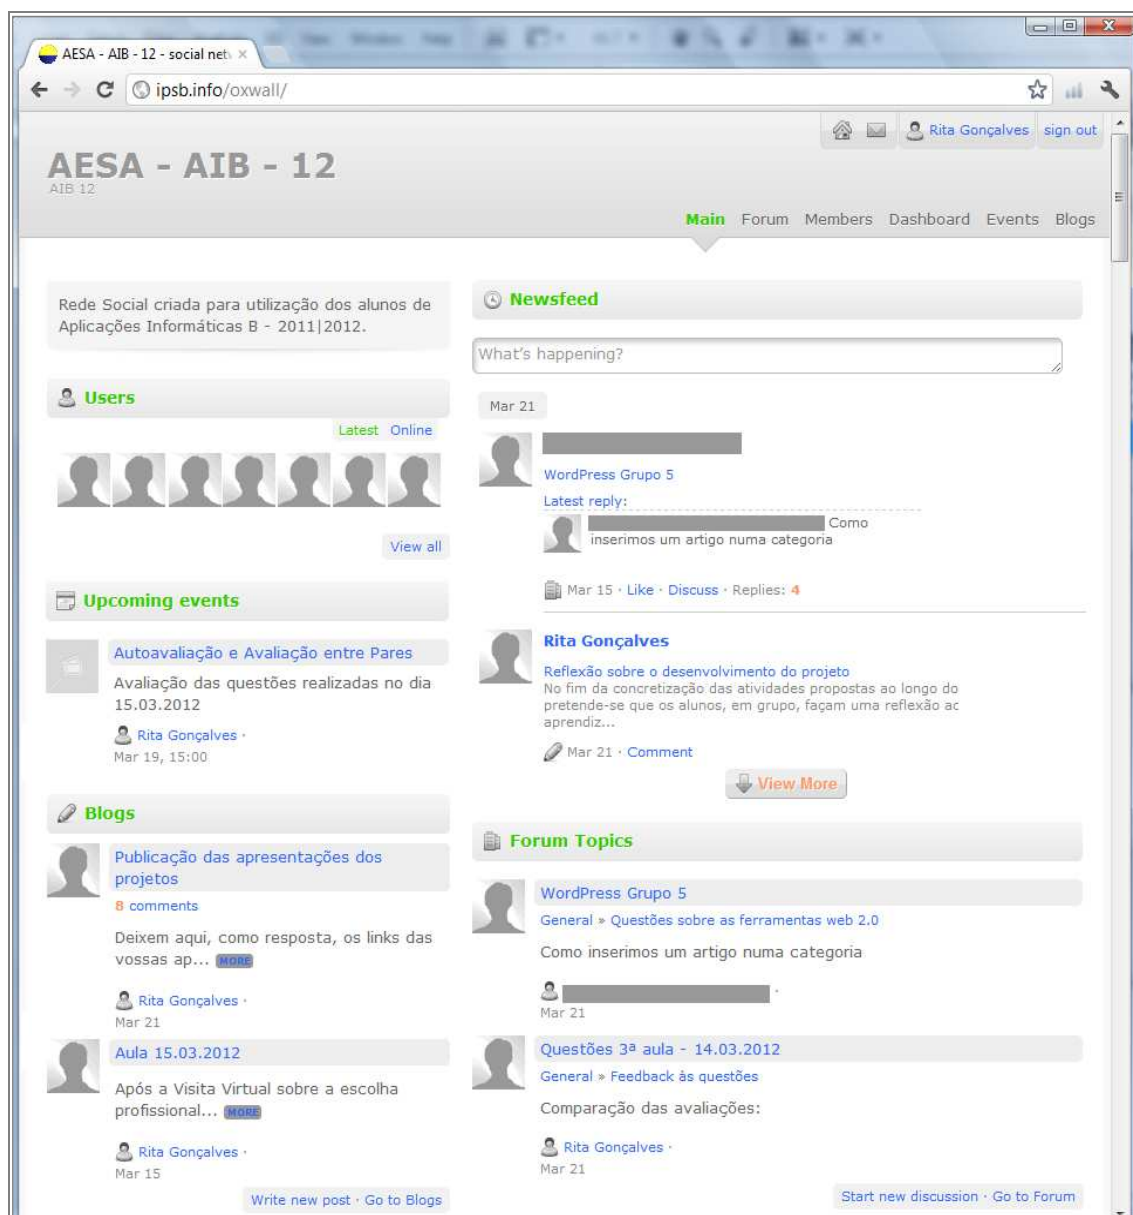 AESA - AIB - 12 - social net
ipsb.info/oxwall/
Rita Gonçalves sign out
AESA - AIB - 12
AIB 12
Main Forum Members Dashboard Events Blogs
Rede Social criada para utilização dos alunos de
Aplicações Informáticas B - 2011|2012.
Users
Latest Online
View all
Upcoming events
Autoavaliação e Avaliação entre Pares
Avaliação das questões realizadas no dia
15.03.2012
Rita Gonçalves ·
Mar 19, 15:00
Blogs
Publicação das apresentações dos
projetos
8 comments
Deixem aqui, como resposta, os links das
vossas ap... MORE
Rita Gonçalves ·
Mar 21
Aula 15.03.2012
Após a Visita Virtual sobre a escolha
profissional... MORE
Rita Gonçalves ·
Mar 15
Write new post · Go to Blogs
Newsfeed
What's happening?
Mar 21
WordPress Grupo 5
Latest reply:
Como
inserimos um artigo numa categoria
Mar 15 · Like · Discuss · Replies: 4
Rita Gonçalves
Reflexão sobre o desenvolvimento do projeto
No fim da concretização das atividades propostas ao longo do
pretende-se que os alunos, em grupo, façam uma reflexão ac
aprendiz...
Mar 21 · Comment
View More
Forum Topics
WordPress Grupo 5
General » Questões sobre as ferramentas web 2.0
Como inserimos um artigo numa categoria
·
Mar 21
Questões 3ª aula - 14.03.2012
General » Feedback às questões
Comparação das avaliações:
Rita Gonçalves ·
Mar 21
Start new discussion · Go to Forum